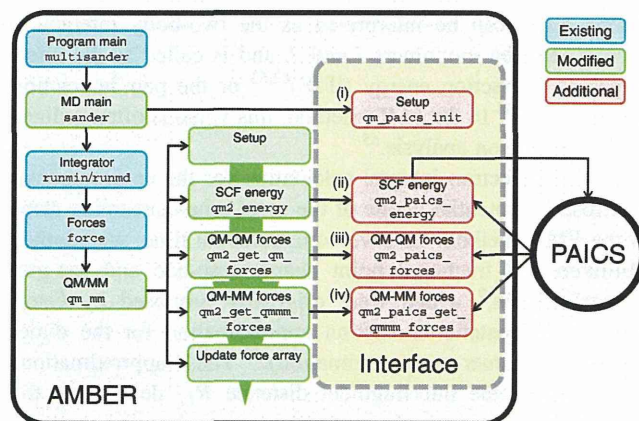 Existing
Modified
Additional
Program main
multisander
MD main
sander
Integrator
runmin/runmd
Forces
force
QM/MM
qm_mm
Setup
SCF energy
qm2_energy
QM-QM forces
qm2_get_qm_
forces
QM-MM forces
qm2_get_qmmm
_forces
Update force array
(i)
Setup
qm_paics_init
(ii)
SCF energy
qm2_paics_
energy
(iii)
QM-QM forces
qm2_paics_
forces
(iv)
QM-MM forces
qm2_paics_get_
qmmm_forces
Interface
PAICS
AMBER